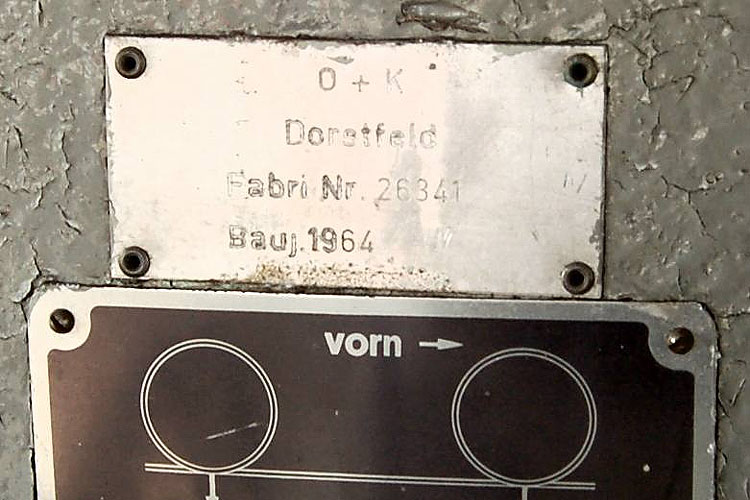 O + K
Dorstfeld
Fabri Nr. 26341
Bauj. 1964
vorn →